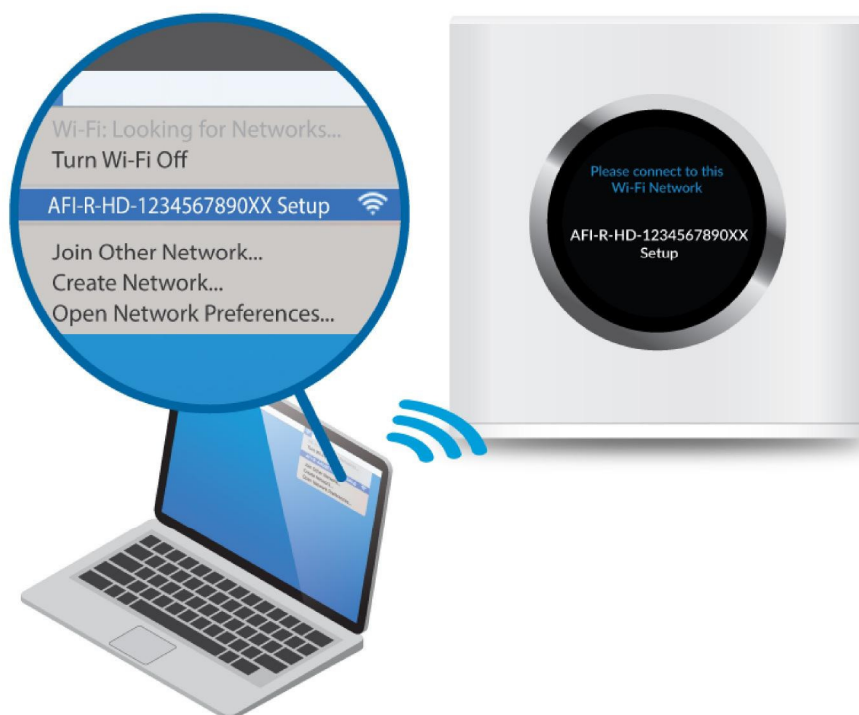 Wi-Fi: Looking for Networks...
Turn Wi-Fi Off
AFI-R-HD-1234567890XX Setup
Join Other Network...
Create Network...
Open Network Preferences...
Please connect to this
Wi-Fi Network
AFI-R-HD-1234567890XX
Setup